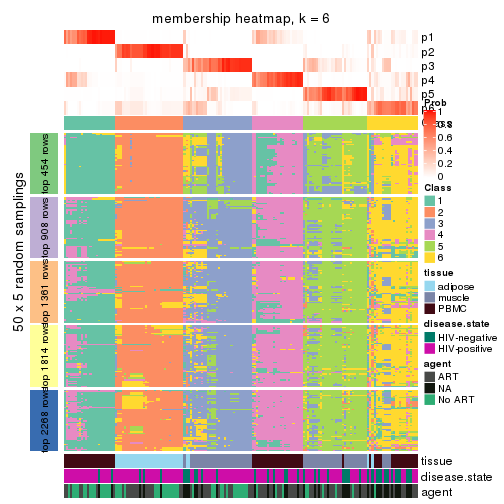 membership heatmap, k = 6
p1
p2
p3
p4
p5
p6
Prob
1
0.8
0.6
0.4
0.2
0
Class
1
2
3
4
5
6
tissue
adipose
muscle
PBMC
disease.state
HIV-negative
HIV-positive
agent
ART
NA
No ART
50 x 5 random samplings
top 454 rows
top 908 rows
top 1361 rows
top 1814 rows
top 2268 rows
tissue
disease.state
agent